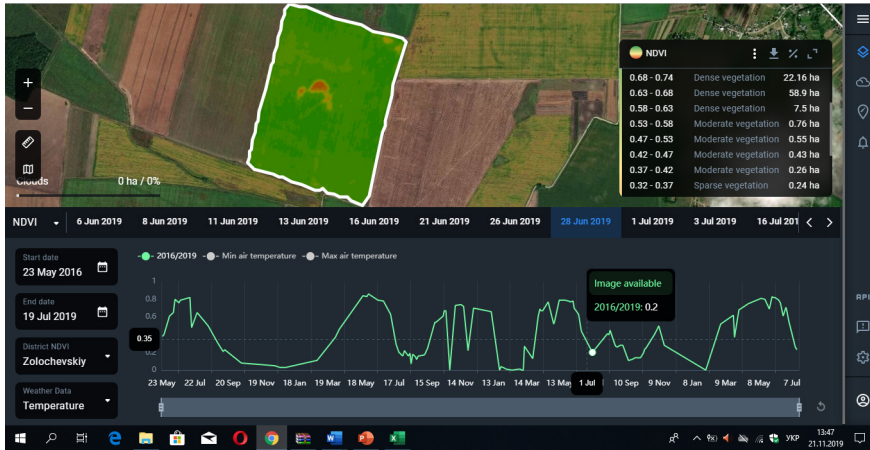 NDVI
0.68 - 0.74 Dense vegetation 22.16 ha
0.63 - 0.68 Dense vegetation 58.9 ha
0.58 - 0.63 Dense vegetation 7.5 ha
0.53 - 0.58 Moderate vegetation 0.76 ha
0.47 - 0.53 Moderate vegetation 0.55 ha
0.42 - 0.47 Moderate vegetation 0.43 ha
0.37 - 0.42 Moderate vegetation 0.26 ha
0.32 - 0.37 Sparse vegetation 0.24 ha
Clouds 0 ha / 0%
NDVI 6 Jun 2019 8 Jun 2019 11 Jun 2019 13 Jun 2019 16 Jun 2019 21 Jun 2019 26 Jun 2019 28 Jun 2019 1 Jul 2019 3 Jul 2019 16 Jul 201
Start date
23 May 2016
End date
19 Jul 2019
District NDVI
Zolochevskiy
Weather Data
Temperature
2016/2019 Min air temperature Max air temperature
Image available
2016/2019: 0.2
1
0.8
0.6
0.35
0.2
0
23 May 22 Jul 20 Sep 19 Nov 18 Jan 19 Mar 18 May 17 Jul 15 Sep 14 Nov 13 Jan 14 Mar 13 May 1 Jul 10 Sep 9 Nov 8 Jan 9 Mar 8 May 7 Jul
API
УКР
13:47
21.11.2019